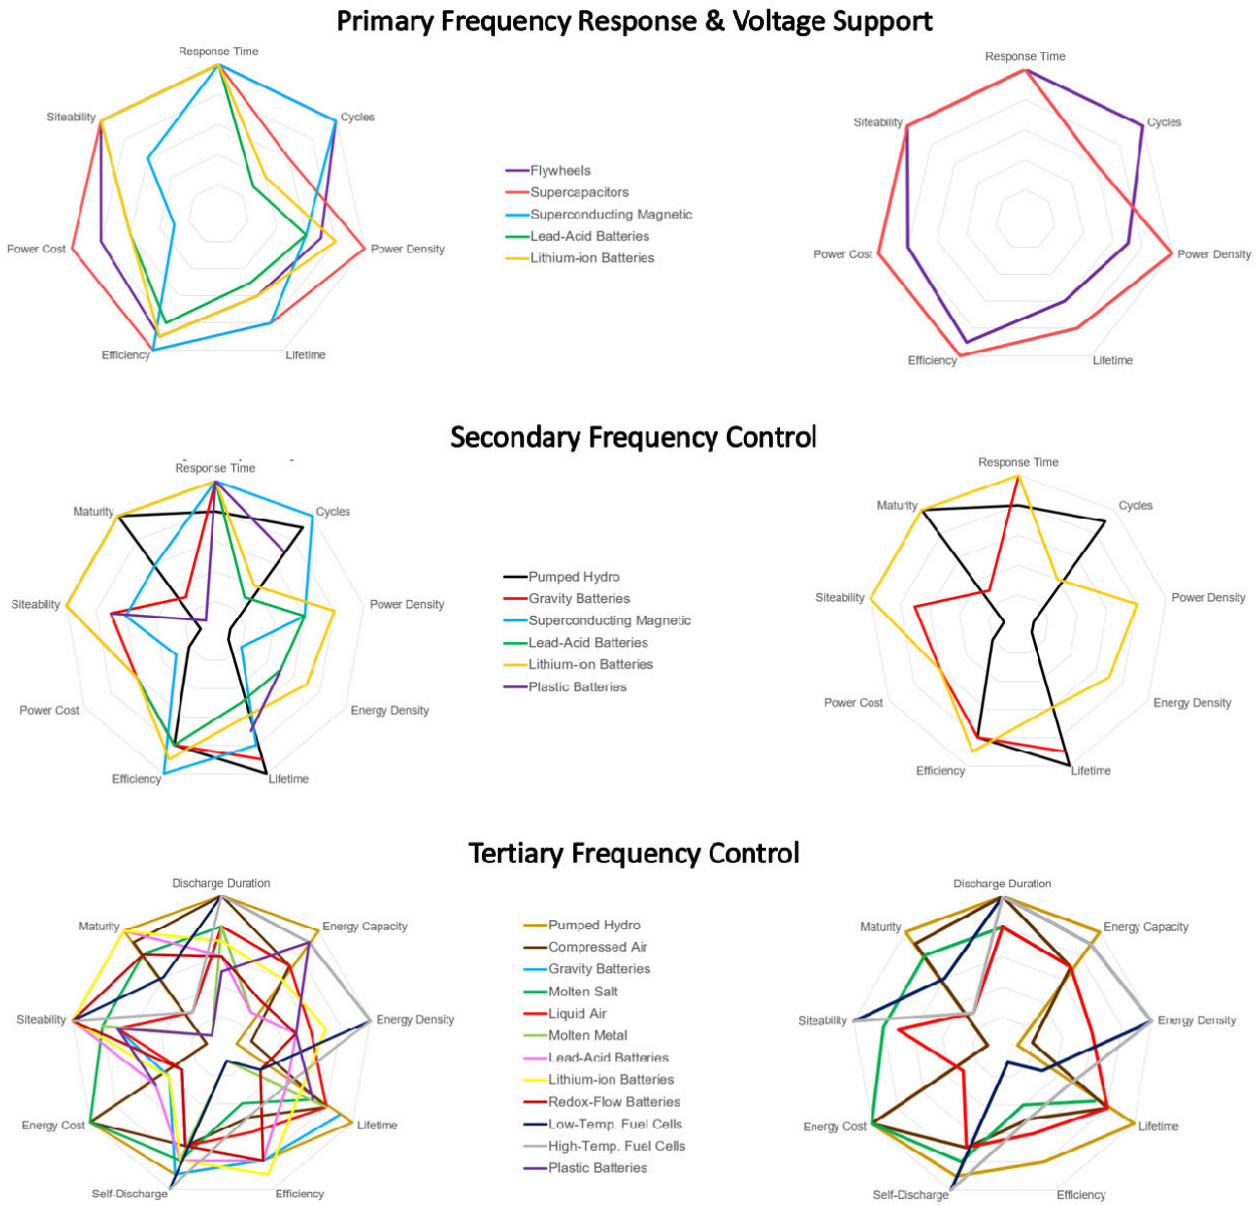 Primary Frequency Response & Voltage Support
Response Time
Cycles
Power Density
Lifetime
Efficiency
Power Cost
Siteability
Flywheels
Supercapacitors
Superconducting Magnetic
Lead-Acid Batteries
Lithium-ion Batteries
Response Time
Cycles
Power Density
Lifetime
Efficiency
Power Cost
Siteability
Secondary Frequency Control
Response Time
Cycles
Power Density
Energy Density
Lifetime
Efficiency
Power Cost
Siteability
Maturity
Pumped Hydro
Gravity Batteries
Superconducting Magnetic
Lead-Acid Batteries
Lithium-ion Batteries
Plastic Batteries
Response Time
Cycles
Power Density
Energy Density
Lifetime
Efficiency
Power Cost
Siteability
Maturity
Tertiary Frequency Control
Discharge Duration
Energy Capacity
Energy Density
Lifetime
Efficiency
Self-Discharge
Energy Cost
Siteability
Maturity
Pumped Hydro
Compressed Air
Gravity Batteries
Molten Salt
Liquid Air
Molten Metal
Lead-Acid Batteries
Lithium-ion Batteries
Redox-Flow Batteries
Low-Temp. Fuel Cells
High-Temp. Fuel Cells
Plastic Batteries
Discharge Duration
Energy Capacity
Energy Density
Lifetime
Efficiency
Self-Discharge
Energy Cost
Siteability
Maturity